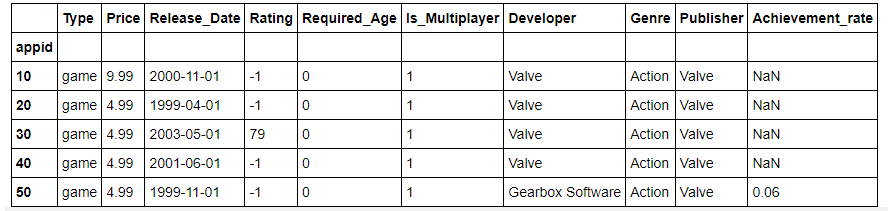 Type Price Release_Date Rating Required_Age Is_Multiplayer Developer Genre Publisher Achievement_rate
appid
10 game 9.99 2000-11-01 -1 0 1 Valve Action Valve NaN
20 game 4.99 1999-04-01 -1 0 1 Valve Action Valve NaN
30 game 4.99 2003-05-01 79 0 1 Valve Action Valve NaN
40 game 4.99 2001-06-01 -1 0 1 Valve Action Valve NaN
50 game 4.99 1999-11-01 -1 0 1 Gearbox Software Action Valve 0.06